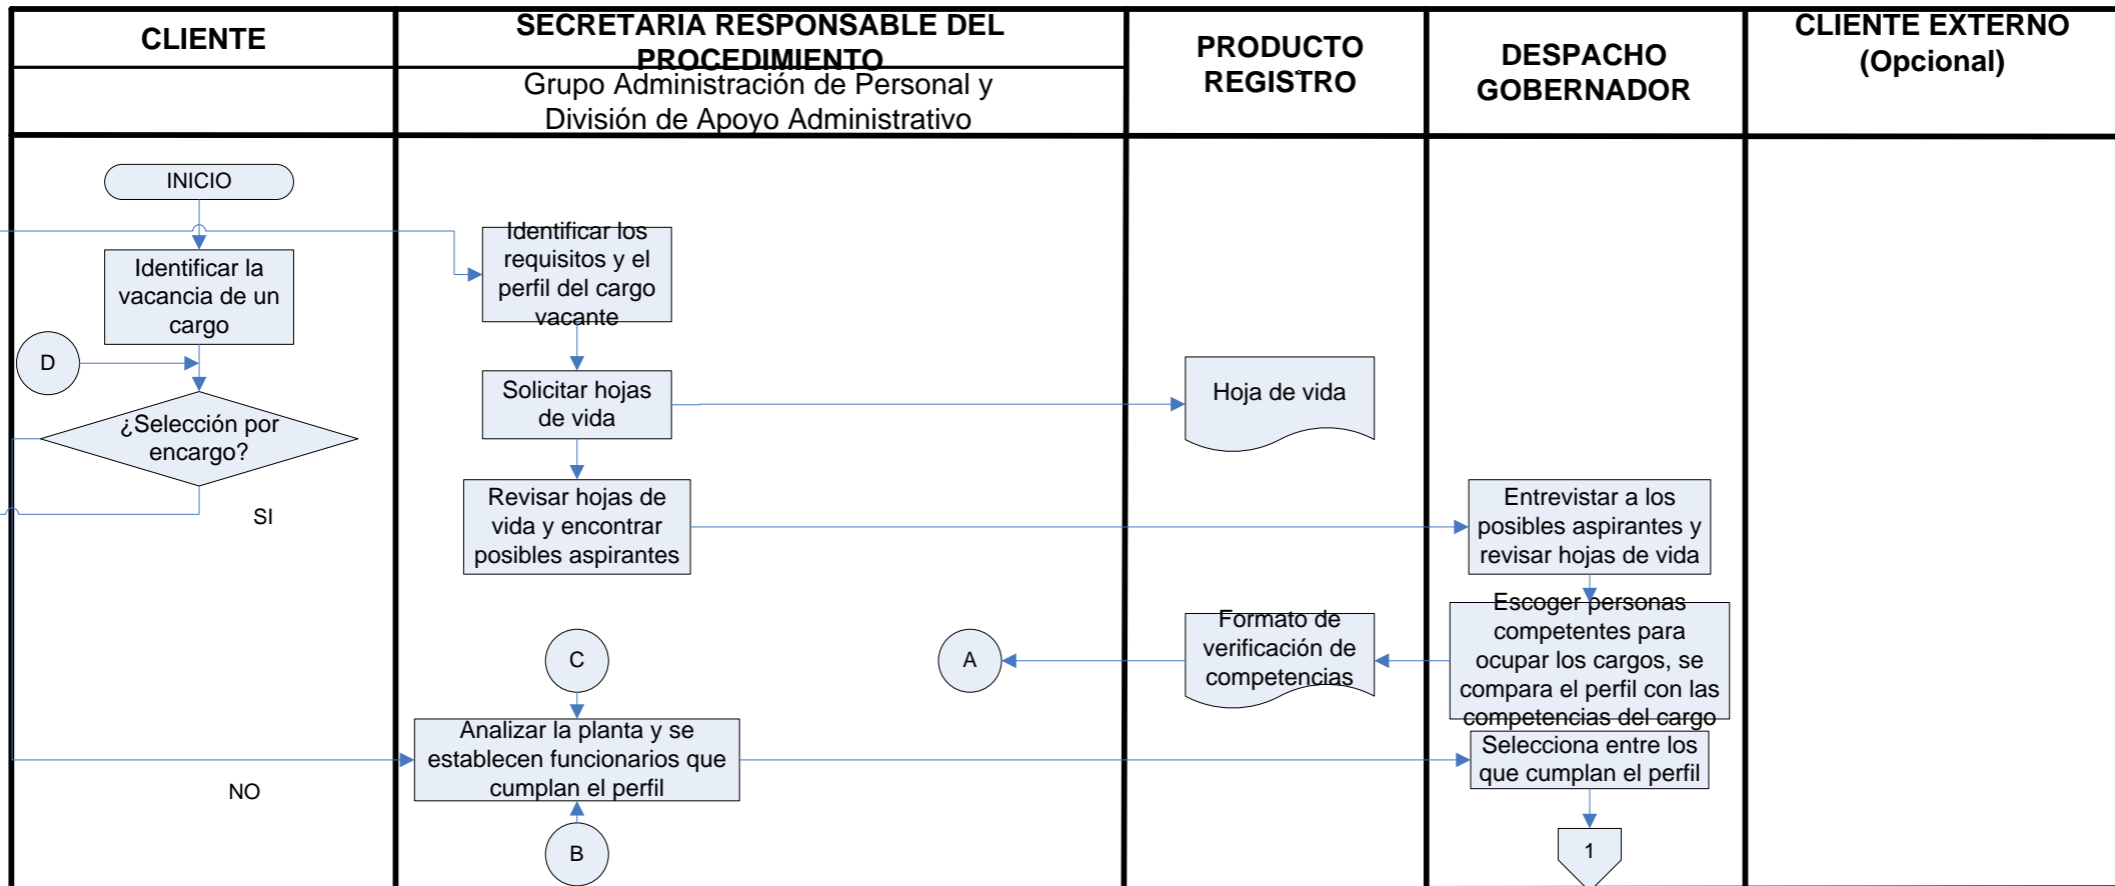 CLIENTE
SECRETARIA RESPONSABLE DEL
PROCEDIMIENTO
Grupo Administración de Personal y
División de Apoyo Administrativo
PRODUCTO
REGISTRO
DESPACHO
GOBERNADOR
CLIENTE EXTERNO
(Opcional)
INICIO
Identificar la
vacancia de un
cargo
D
¿Selección por
encargo?
SI
NO
Identificar los
requisitos y el
perfil del cargo
vacante
Solicitar hojas
de vida
Hoja de vida
Revisar hojas de
vida y encontrar
posibles aspirantes
Entrevistar a los
posibles aspirantes y
revisar hojas de vida
Escoger personas
competentes para
ocupar los cargos, se
compara el perfil con las
competencias del cargo
Formato de
verificación de
competencias
A
C
Analizar la planta y se
establecen funcionarios que
cumplan el perfil
B
Selecciona entre los
que cumplan el perfil
1